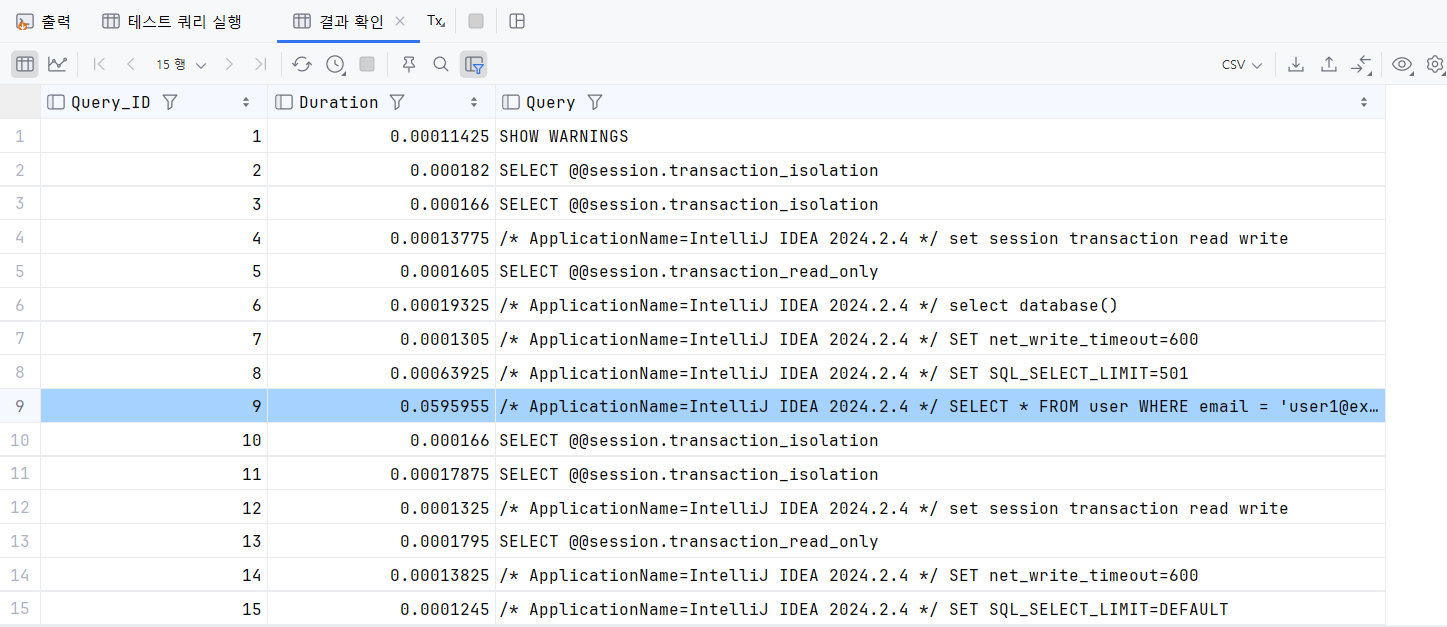 출력 테스트 쿼리 실행 결과 확인 Tx
15 행 CSV
Query_ID Duration Query
1 1 0.00011425 SHOW WARNINGS
2 2 0.000182 SELECT @@session.transaction_isolation
3 3 0.000166 SELECT @@session.transaction_isolation
4 4 0.00013775 /* ApplicationName=IntelliJ IDEA 2024.2.4 */ set session transaction read write
5 5 0.0001605 SELECT @@session.transaction_read_only
6 6 0.00019325 /* ApplicationName=IntelliJ IDEA 2024.2.4 */ select database()
7 7 0.0001305 /* ApplicationName=IntelliJ IDEA 2024.2.4 */ SET net_write_timeout=600
8 8 0.00063925 /* ApplicationName=IntelliJ IDEA 2024.2.4 */ SET SQL_SELECT_LIMIT=501
9 9 0.0595955 /* ApplicationName=IntelliJ IDEA 2024.2.4 */ SELECT * FROM user WHERE email = 'user1@ex…
10 10 0.000166 SELECT @@session.transaction_isolation
11 11 0.00017875 SELECT @@session.transaction_isolation
12 12 0.0001325 /* ApplicationName=IntelliJ IDEA 2024.2.4 */ set session transaction read write
13 13 0.0001795 SELECT @@session.transaction_read_only
14 14 0.00013825 /* ApplicationName=IntelliJ IDEA 2024.2.4 */ SET net_write_timeout=600
15 15 0.0001245 /* ApplicationName=IntelliJ IDEA 2024.2.4 */ SET SQL_SELECT_LIMIT=DEFAULT